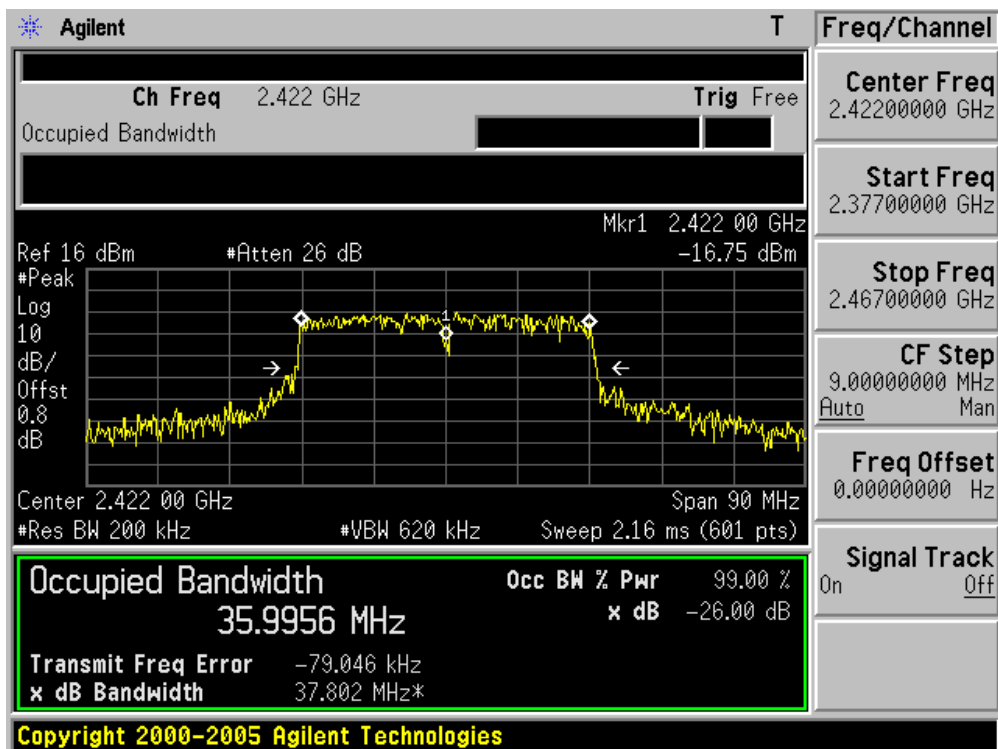 Agilent T
Freq/Channel
Ch Freq 2.422 GHz Trig Free
Occupied Bandwidth
Mkr1 2.422 00 GHz
Ref 16 dBm #Atten 26 dB -16.75 dBm
#Peak
Log
10
dB/
Offst
0.8
dB
1
Center 2.422 00 GHz Span 90 MHz
#Res BW 200 kHz #VBW 620 kHz Sweep 2.16 ms (601 pts)
Occupied Bandwidth
35.9956 MHz
Occ BW % Pwr 99.00 %
x dB -26.00 dB
Transmit Freq Error -79.046 kHz
x dB Bandwidth 37.802 MHz*
Center Freq
2.42200000 GHz
Start Freq
2.37700000 GHz
Stop Freq
2.46700000 GHz
CF Step
9.00000000 MHz
Auto Man
Freq Offset
0.00000000 Hz
Signal Track
On Off
Copyright 2000-2005 Agilent Technologies